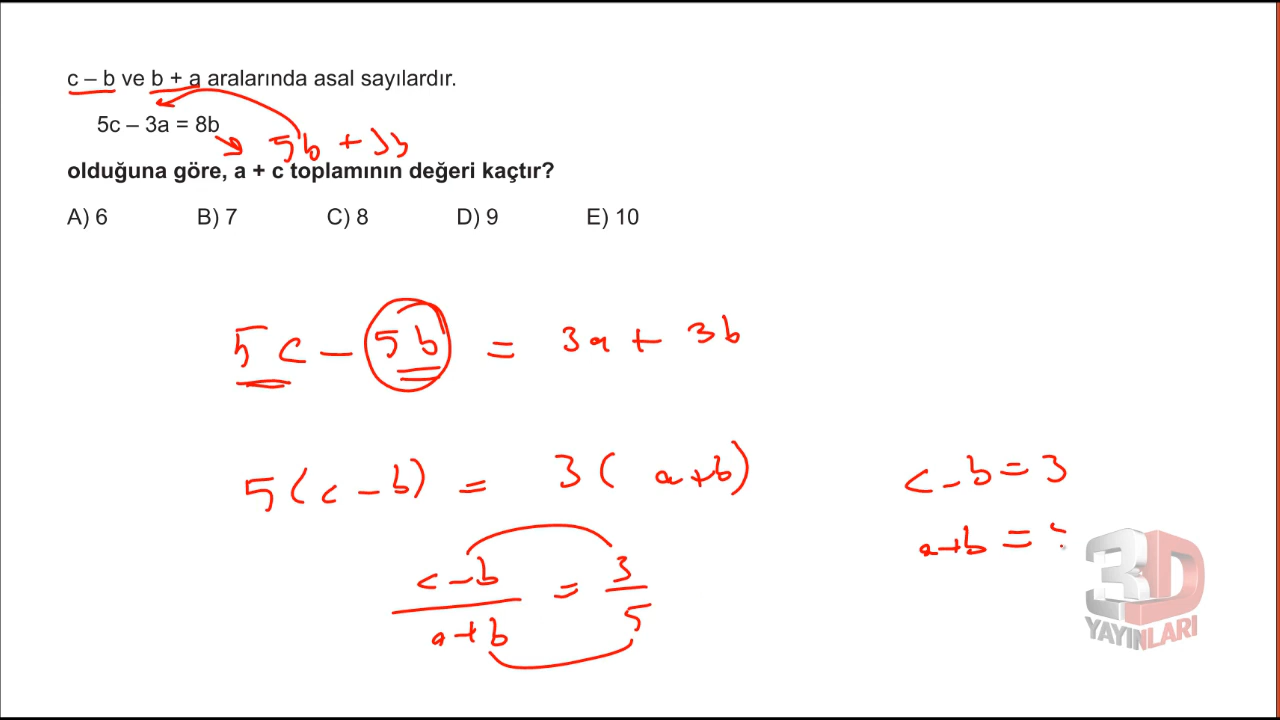 c – b ve b + a aralarında asal sayılardır.
5c – 3a = 8b
5b + 3b
olduğuna göre, a + c toplamının değeri kaçtır?
A) 6 B) 7 C) 8 D) 9 E) 10
5c – 5b = 3a + 3b
5(c – b) = 3(a+b)
c – b = 3
a+b =
c – b / a+b = 3 / 5
3D
YAYINLARI